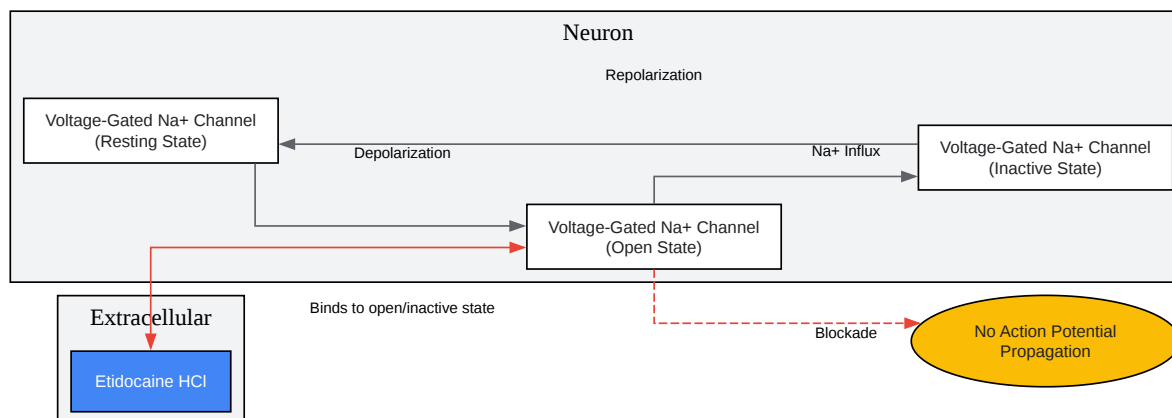 Neuron
Repolarization
Voltage-Gated Na+ Channel
(Resting State)
Depolarization
Na+ Influx
Voltage-Gated Na+ Channel
(Inactive State)
Voltage-Gated Na+ Channel
(Open State)
Extracellular
Binds to open/inactive state
Blockade
No Action Potential
Propagation
Etidocaine HCl